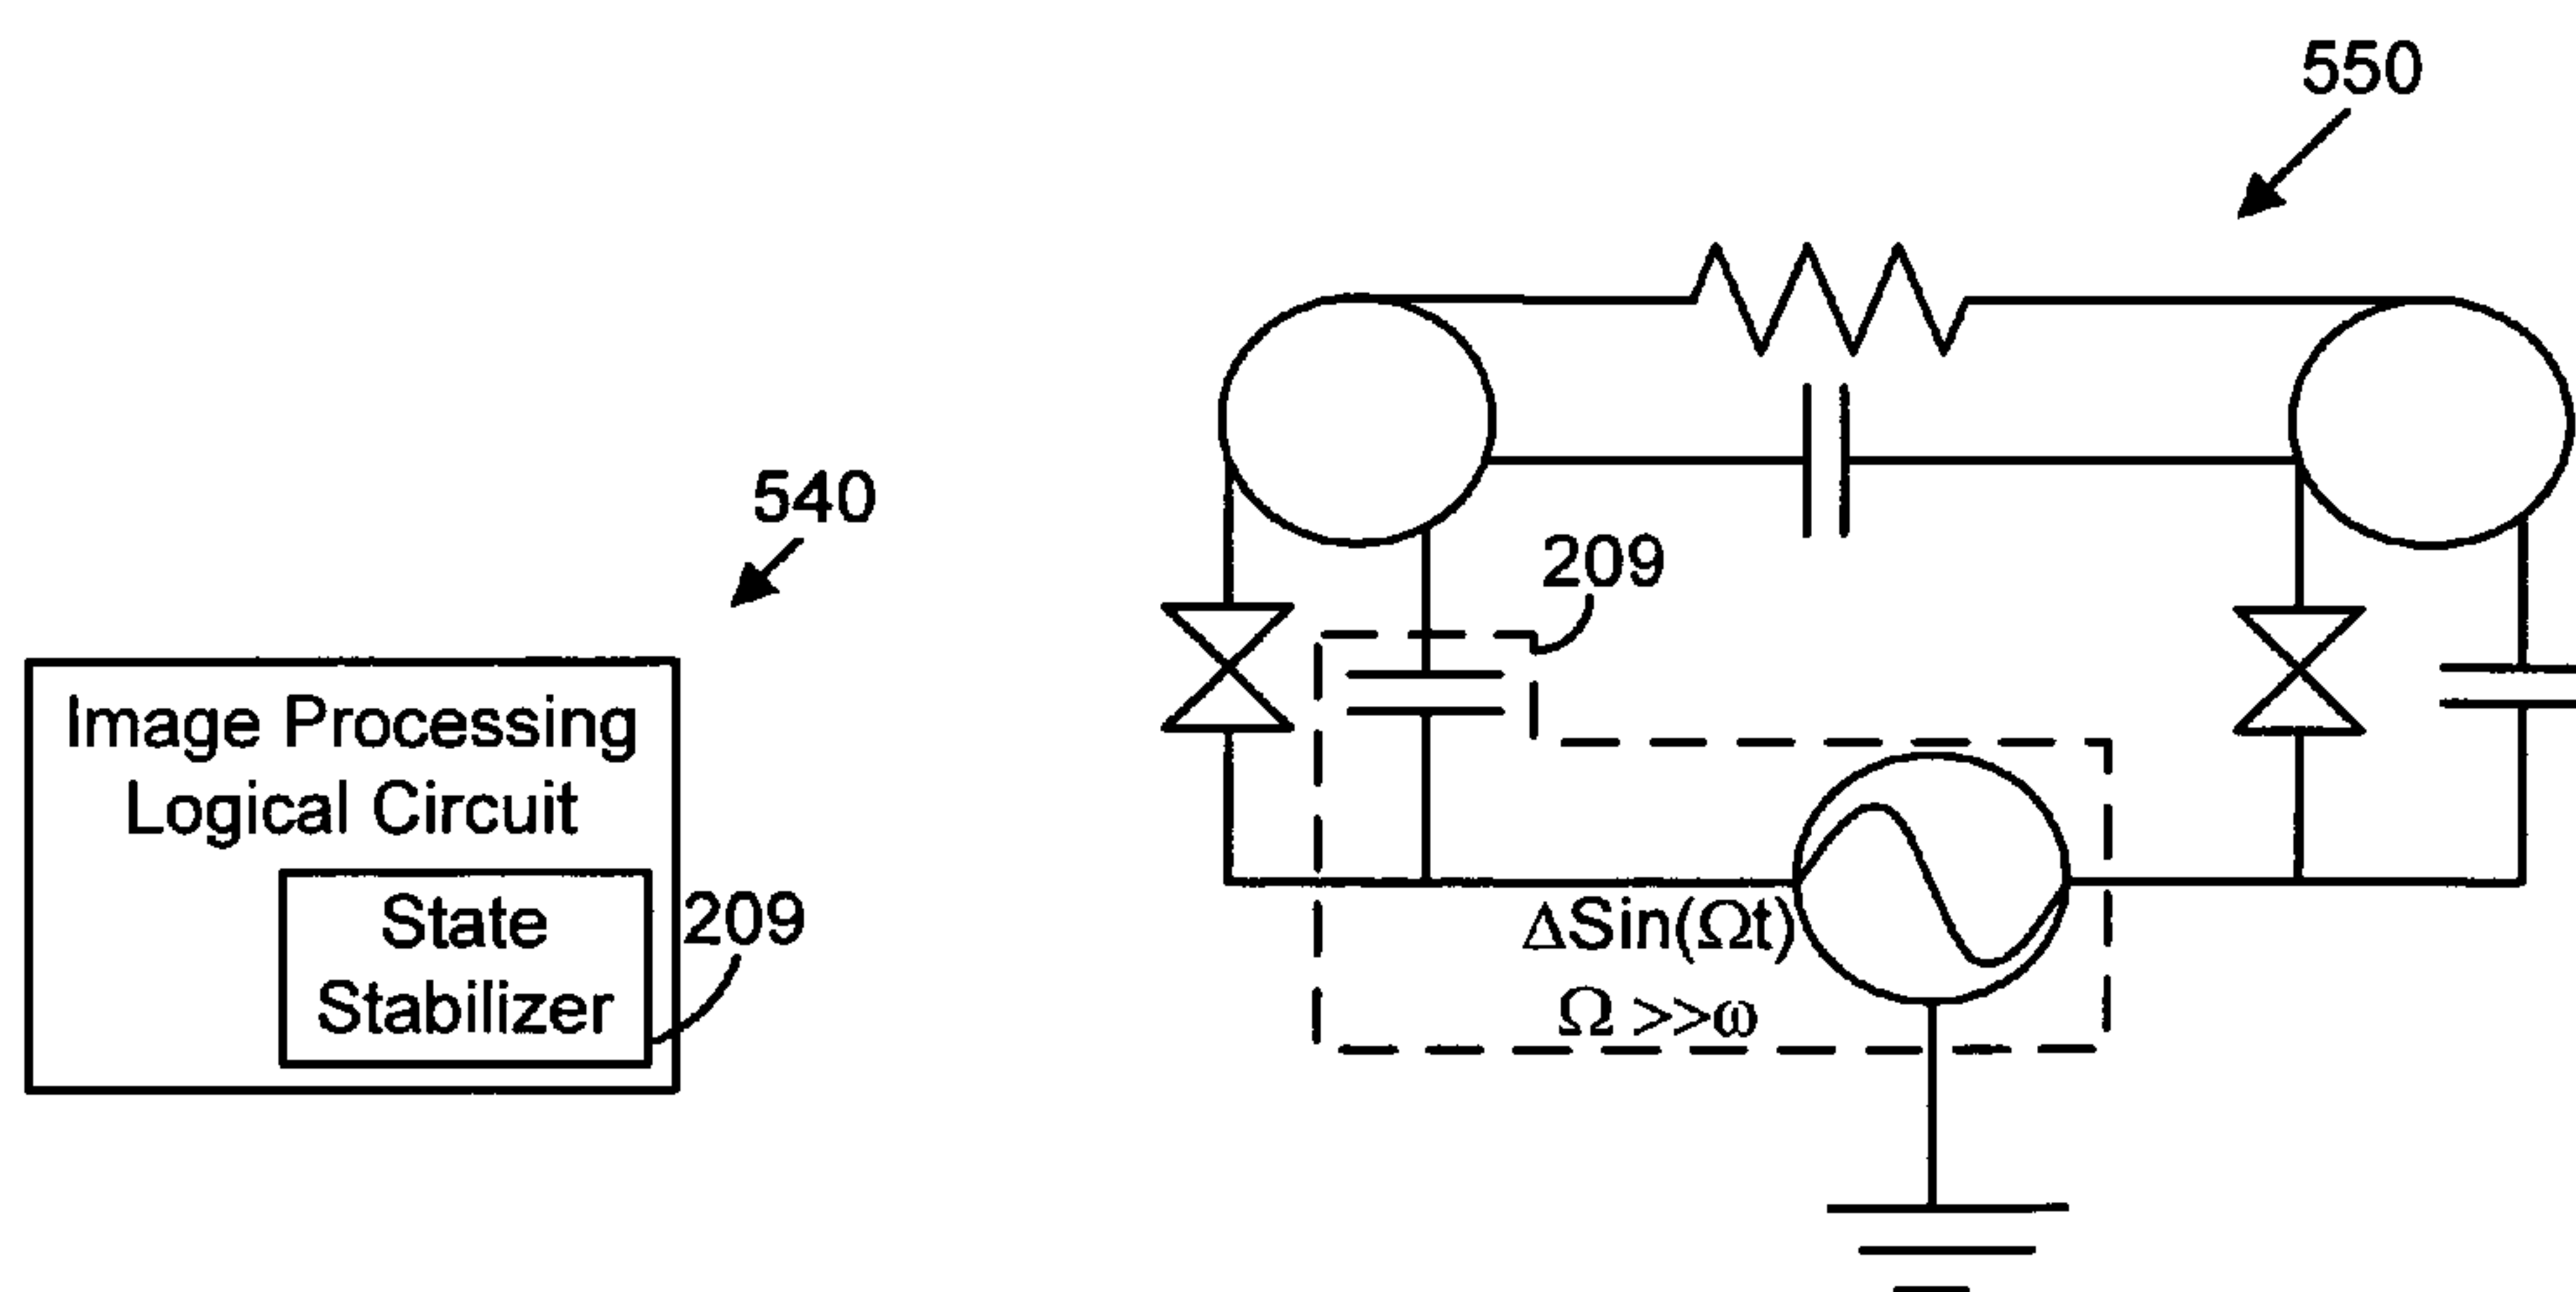 550
540
209
Image Processing
Logical Circuit
State
Stabilizer
209
ΔSin(Ωt)
Ω >>ω